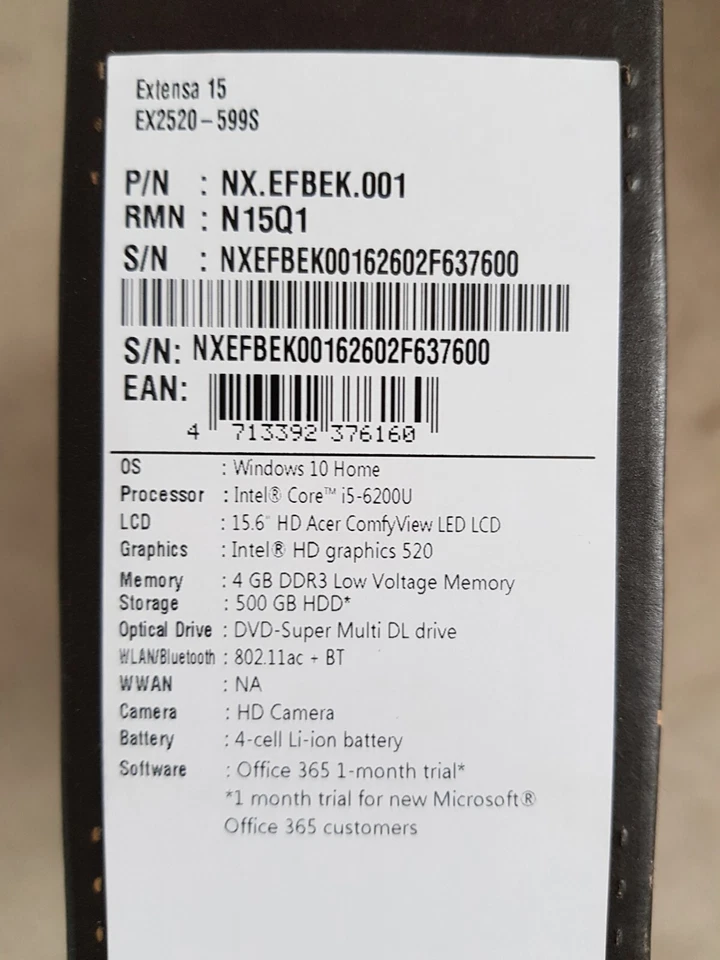 Extensa 15
EX2520-599S
P/N : NX.EFBEK.001
RMN : N15Q1
S/N : NXEFBEK00162602F637600
S/N: NXEFBEK00162602F637600
EAN:
4 713392 376160
OS : Windows 10 Home
Processor : Intel® Core™ i5-6200U
LCD : 15.6" HD Acer ComfyView LED LCD
Graphics : Intel® HD graphics 520
Memory : 4 GB DDR3 Low Voltage Memory
Storage : 500 GB HDD*
Optical Drive : DVD-Super Multi DL drive
WLAN/Bluetooth : 802.11ac + BT
WWAN : NA
Camera : HD Camera
Battery : 4-cell Li-ion battery
Software : Office 365 1-month trial*
*1 month trial for new Microsoft®
Office 365 customers